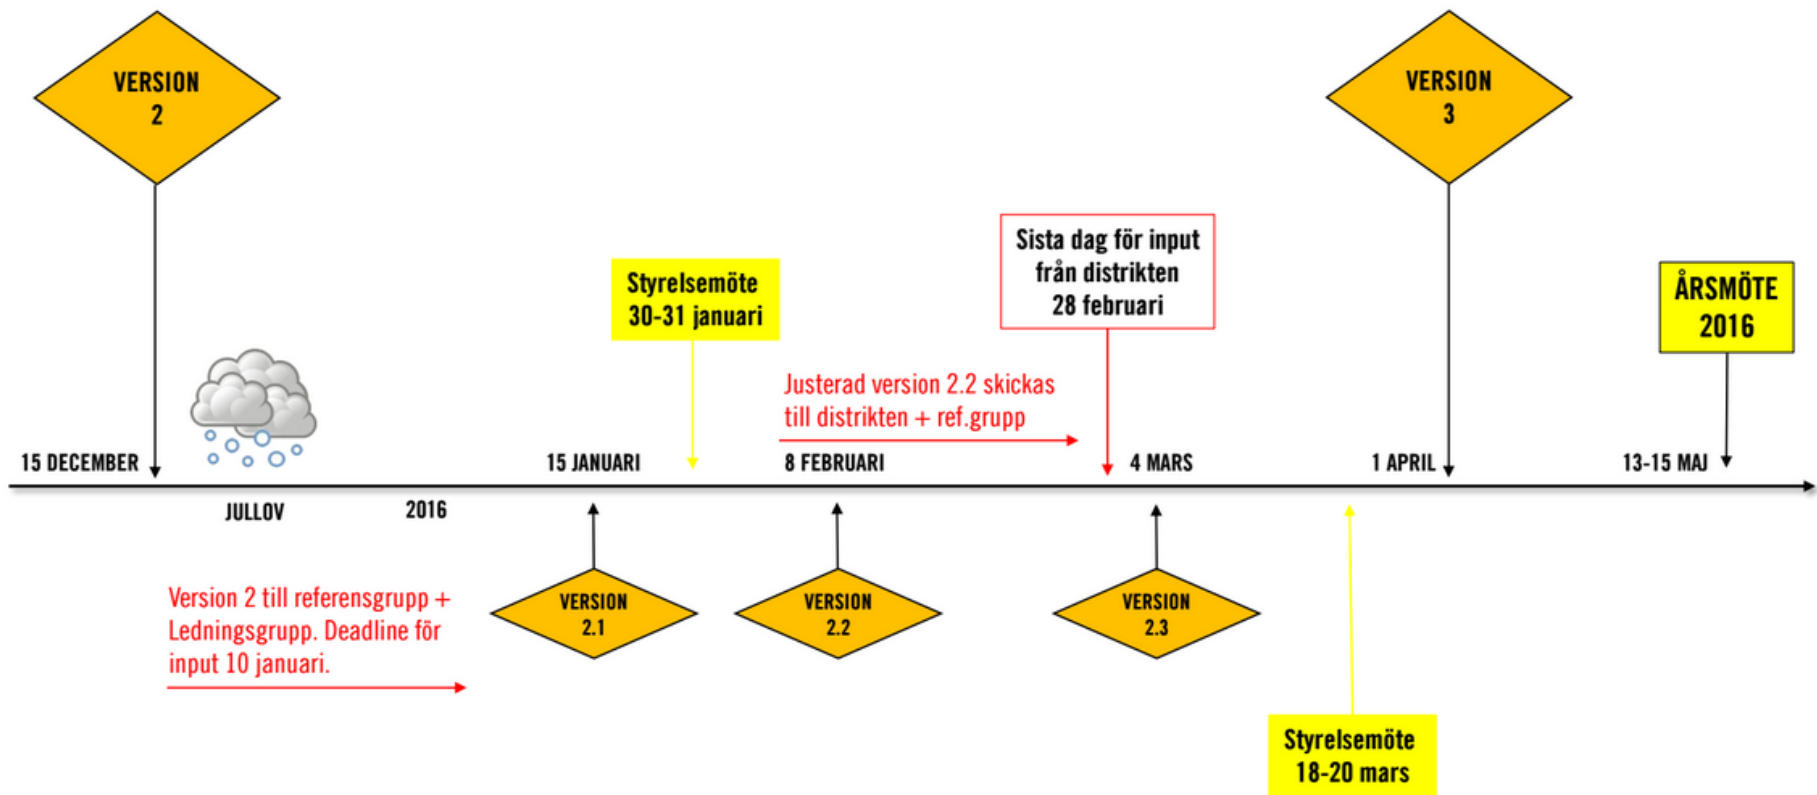 VERSION
2
VERSION
3
Sista dag för input
från distrikten
28 februari
Styrelsemöte
30-31 januari
ÅRSMÖTE
2016
Justerad version 2.2 skickas
till distrikten + ref.grupp
15 DECEMBER
15 JANUARI
8 FEBRUARI
4 MARS
1 APRIL
13-15 MAJ
JULLOV
2016
Version 2 till referensgrupp +
Ledningsgrupp. Deadline för
input 10 januari.
VERSION
2.1
VERSION
2.2
VERSION
2.3
Styrelsemöte
18-20 mars